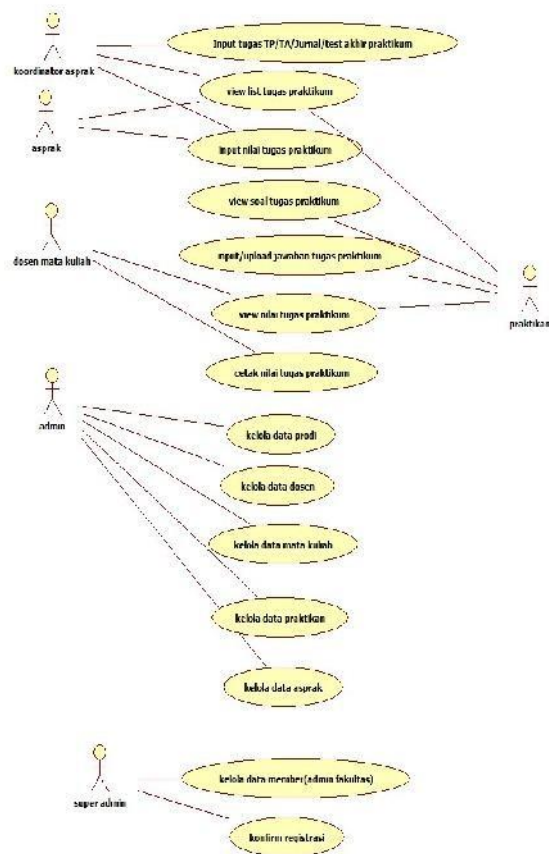 Input tugas TP/TA/Jurnal/test akhir praktikum
koordinator asprak
view list tugas praktikum
asprak
input nilai tugas praktikum
view soal tugas praktikum
input/upload jawaban tugas praktikum
dosen mata kuliah
view nilai tugas praktikum
praktikan
cetak nilai tugas praktikum
admin
kelola data prodi
kelola data dosen
kelola data mata kuliah
kelola data praktikan
kelola data asprak
kelola data member(admin fakultas)
super admin
konfirm registrasi